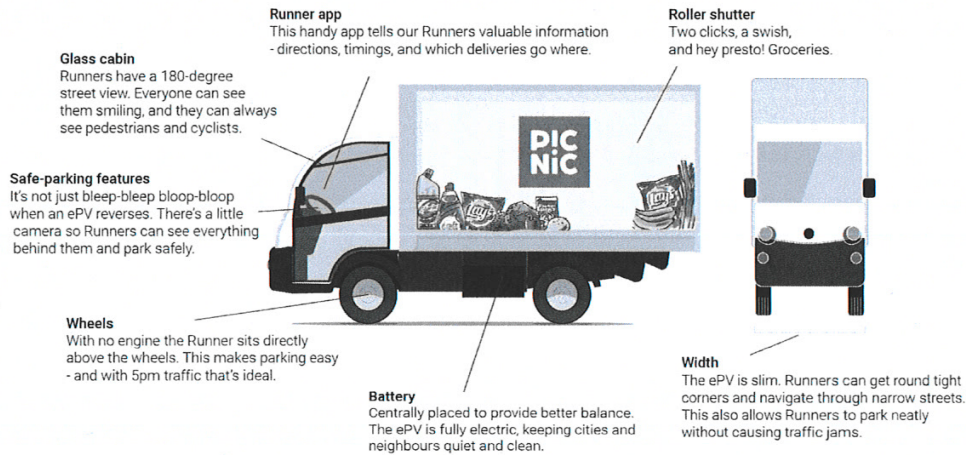 Runner app
This handy app tells our Runners valuable information
- directions, timings, and which deliveries go where.
Roller shutter
Two clicks, a swish,
and hey presto! Groceries.
Glass cabin
Runners have a 180-degree
street view. Everyone can see
them smiling, and they can always
see pedestrians and cyclists.
PIC
NIC
Lay's
Lay's
Safe-parking features
It's not just bleep-bleep bloop-bloop
when an ePV reverses. There's a little
camera so Runners can see everything
behind them and park safely.
Wheels
With no engine the Runner sits directly
above the wheels. This makes parking easy
- and with 5pm traffic that's ideal.
Battery
Centrally placed to provide better balance.
The ePV is fully electric, keeping cities and
neighbours quiet and clean.
Width
The ePV is slim. Runners can get round tight
corners and navigate through narrow streets.
This also allows Runners to park neatly
without causing traffic jams.